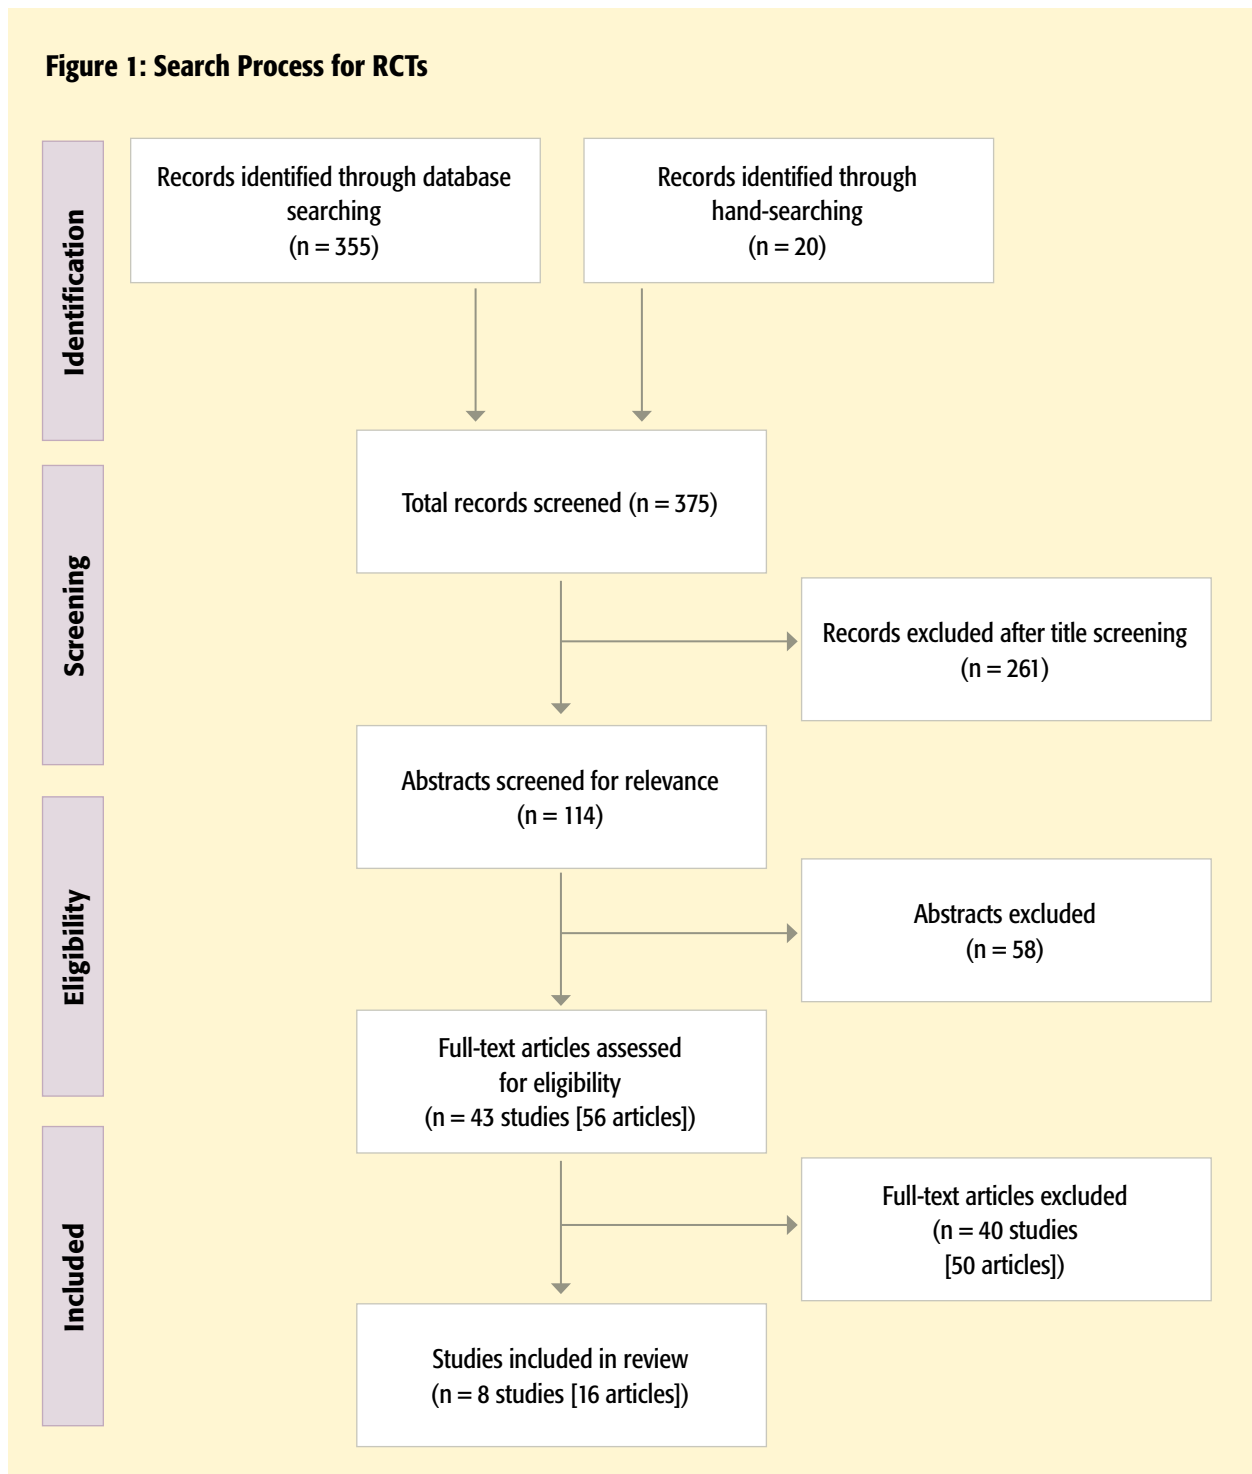 Figure 1: Search Process for RCTs
Identification
Records identified through database
searching
(n = 355)
Records identified through
hand-searching
(n = 20)
Screening
Total records screened (n = 375)
Records excluded after title screening
(n = 261)
Abstracts screened for relevance
(n = 114)
Eligibility
Abstracts excluded
(n = 58)
Full-text articles assessed
for eligibility
(n = 43 studies [56 articles])
Included
Full-text articles excluded
(n = 40 studies
[50 articles])
Studies included in review
(n = 8 studies [16 articles])